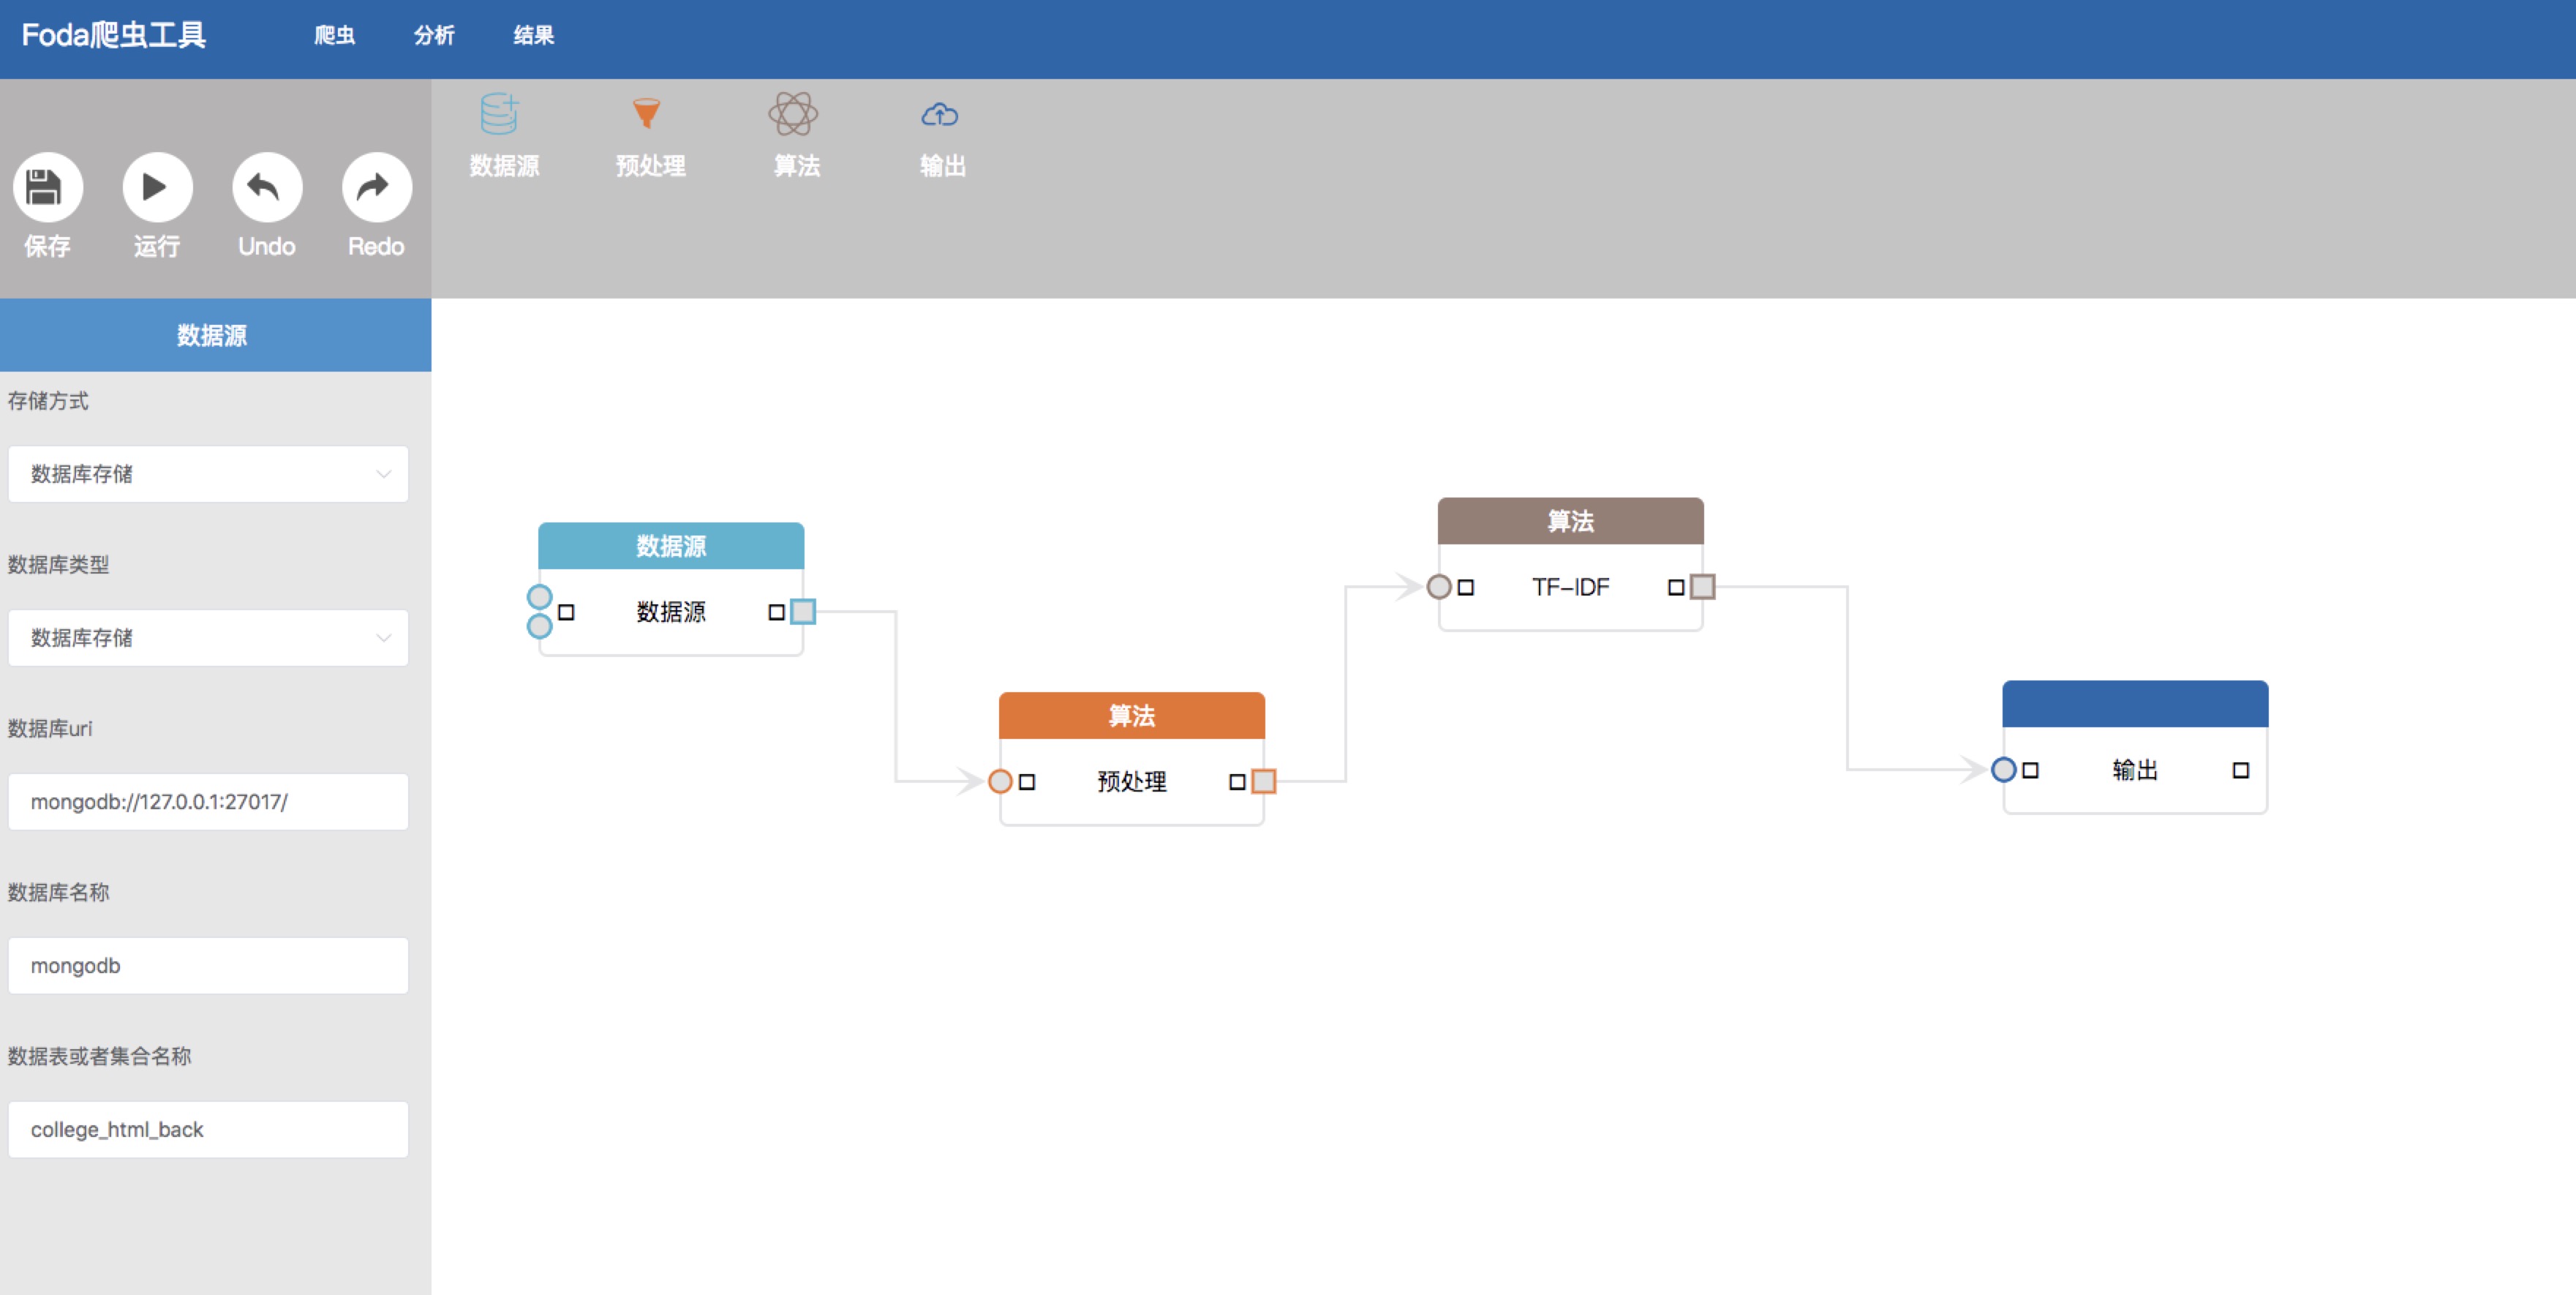 Foda爬虫工具 爬虫 分析 结果
数据源 预处理 算法 输出
保存 运行 Undo Redo
数据源
存储方式
数据库存储
数据库类型
数据库存储
数据库uri
mongodb://127.0.0.1:27017/
数据库名称
mongodb
数据表或者集合名称
college_html_back
数据源
数据源
算法
预处理
算法
TF-IDF
输出